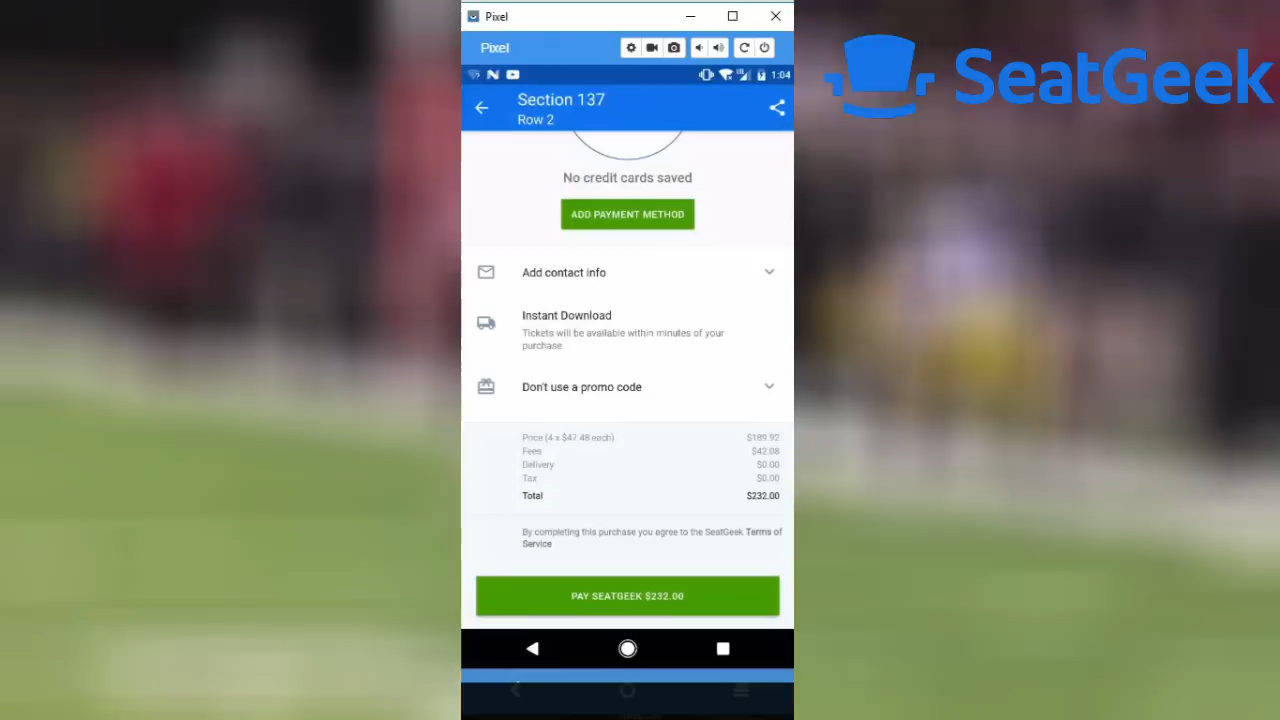 Pixel
Pixel
1:04
Section 137
Row 2
SeatGeek
No credit cards saved
ADD PAYMENT METHOD
Add contact info
Instant Download
Tickets will be available within minutes of your
purchase
Don't use a promo code
Price (4 x $47.48 each) $189.92
Fees $42.08
Delivery $0.00
Tax $0.00
Total $232.00
By completing this purchase you agree to the SeatGeek Terms of
Service
PAY SEATGEEK $232.00